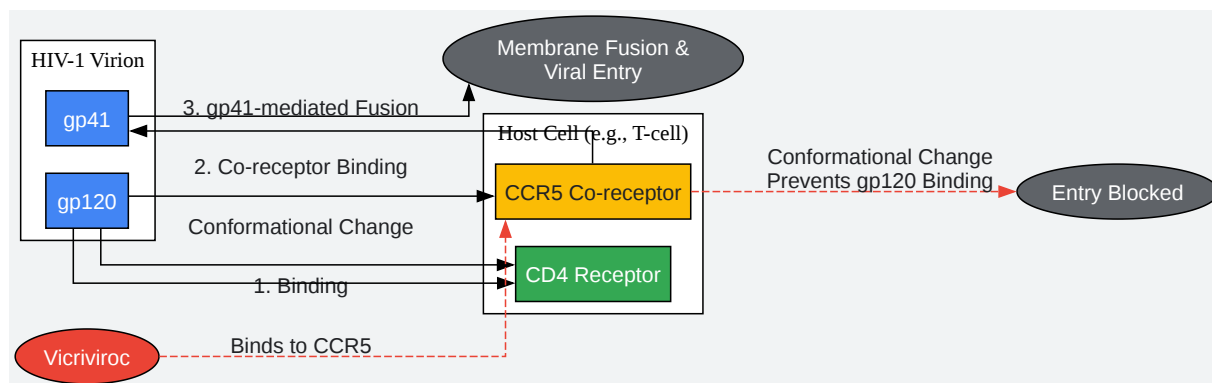 HIV-1 Virion
gp41
gp120
Membrane Fusion &
Viral Entry
3. gp41-mediated Fusion
Host Cell (e.g., T-cell)
2. Co-receptor Binding
CCR5 Co-receptor
Conformational Change
Prevents gp120 Binding
Entry Blocked
Conformational Change
CD4 Receptor
1. Binding
Vicriviroc
Binds to CCR5